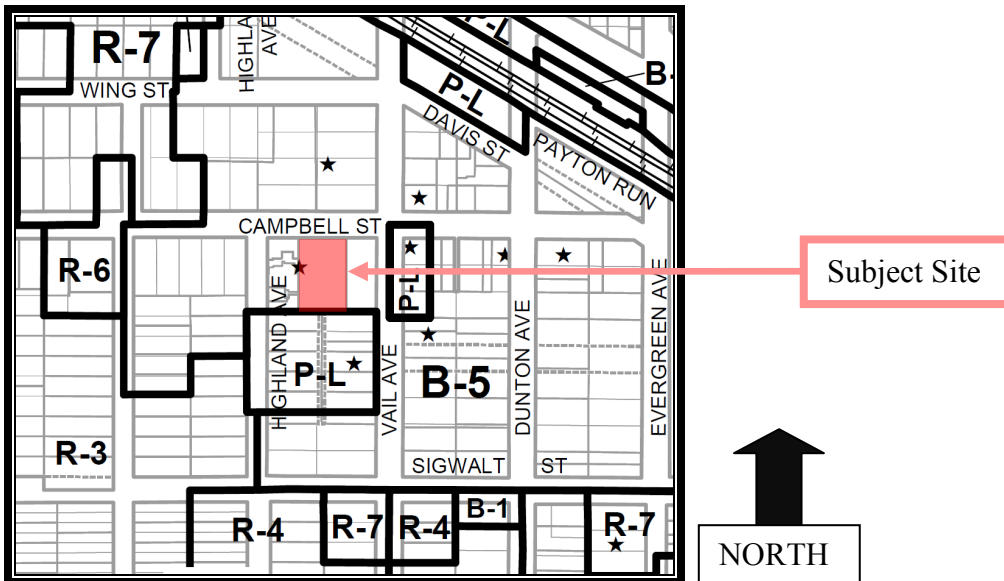 R-7
HIGHLA
AVE
P-L
B-
WING ST
P-L
DAVIS ST
PAYTON RUN
CAMPBELL ST
R-6
P-L
Subject Site
HIGHLAND AVE
P-L
VAIL AVE
B-5
DUNTON AVE
EVERGREEN AVE
R-3
SIGWALT ST
R-4
R-7
R-4
B-1
R-7
NORTH